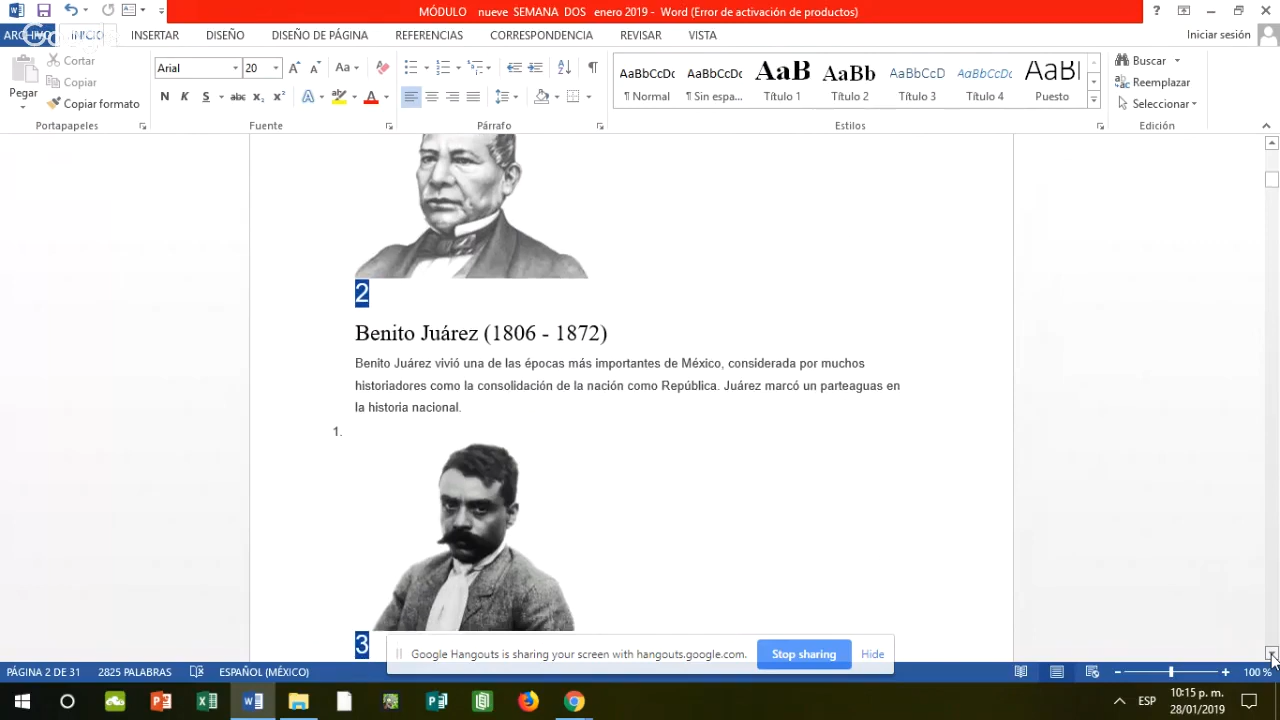 MÓDULO nueve SEMANA DOS enero 2019 - Word (Error de activación de productos)
ARCHIVO INICIO INSERTAR DISEÑO DISEÑO DE PÁGINA REFERENCIAS CORRESPONDENCIA REVISAR VISTA Iniciar sesión
Pegar
Cortar
Copiar
Copiar formato
Portapapeles
Arial 20
N K S abc x₂ x²
Fuente
Párrafo
AaBbCcDc AaBbCcDc AaB AaBb AaBbCcD AaBbCcDc AaBbC
¶ Normal ¶ Sin espa... Título 1 Título 2 Título 3 Título 4 Puesto
Estilos
Buscar
Reemplazar
Seleccionar
Edición
2
Benito Juárez (1806 - 1872)
Benito Juárez vivió una de las épocas más importantes de México, considerada por muchos
historiadores como la consolidación de la nación como República. Juárez marcó un parteaguas en
la historia nacional.
1.
3
Google Hangouts is sharing your screen with hangouts.google.com. Stop sharing Hide
PÁGINA 2 DE 31 2825 PALABRAS ESPAÑOL (MÉXICO) 100 %
ESP 10:15 p. m.
28/01/2019